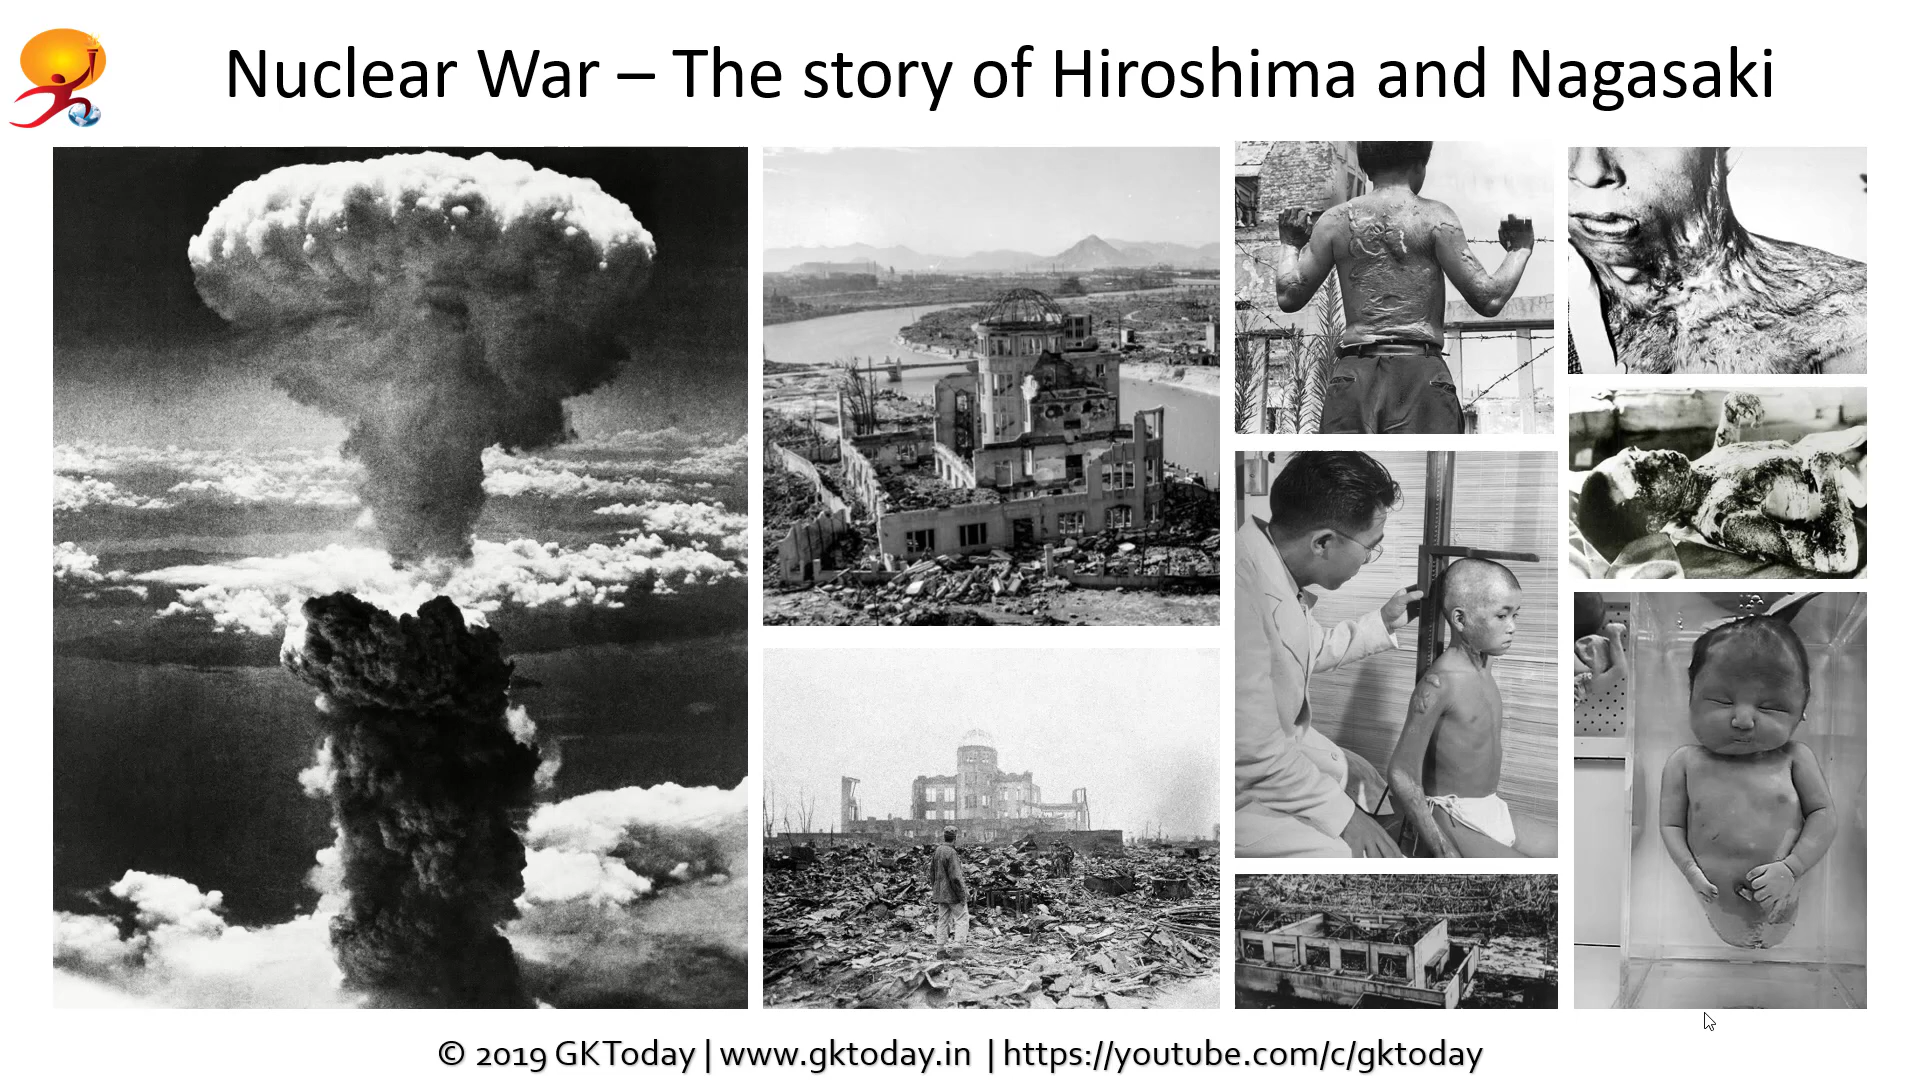 Nuclear War – The story of Hiroshima and Nagasaki
© 2019 GKToday | www.gktoday.in | https://youtube.com/c/gktoday